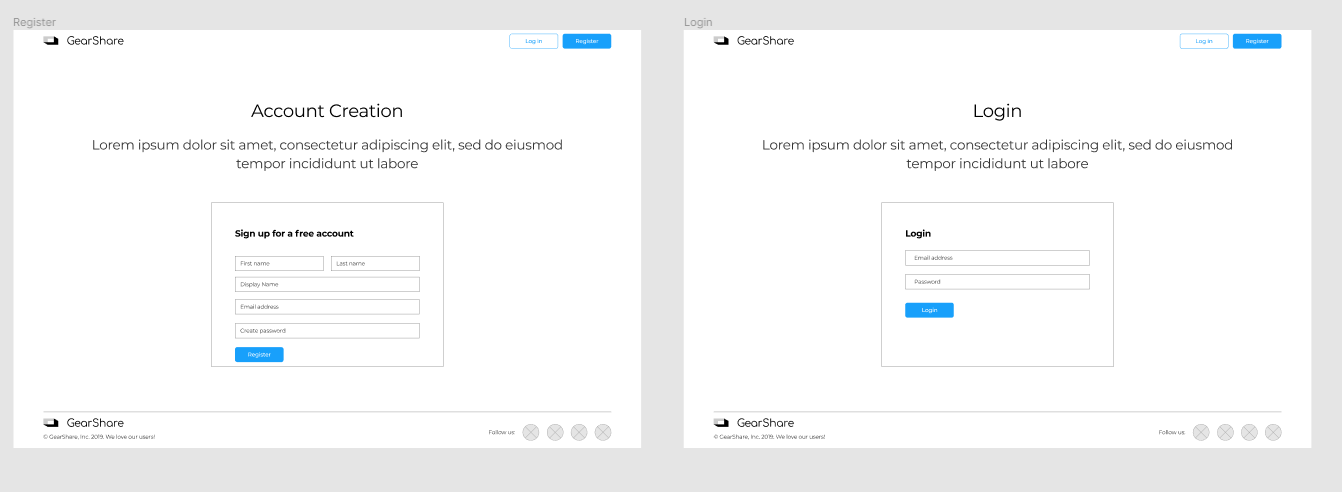 Register
GearShare
Log in
Register
Account Creation
Lorem ipsum dolor sit amet, consectetur adipiscing elit, sed do eiusmod
tempor incididunt ut labore
Sign up for a free account
First name
Last name
Display Name
Email address
Create password
Register
GearShare
© GearShare, Inc. 2019. We love our users!
Follow us:
Login
GearShare
Log in
Register
Login
Lorem ipsum dolor sit amet, consectetur adipiscing elit, sed do eiusmod
tempor incididunt ut labore
Login
Email address
Password
Login
GearShare
© GearShare, Inc. 2019. We love our users!
Follow us: